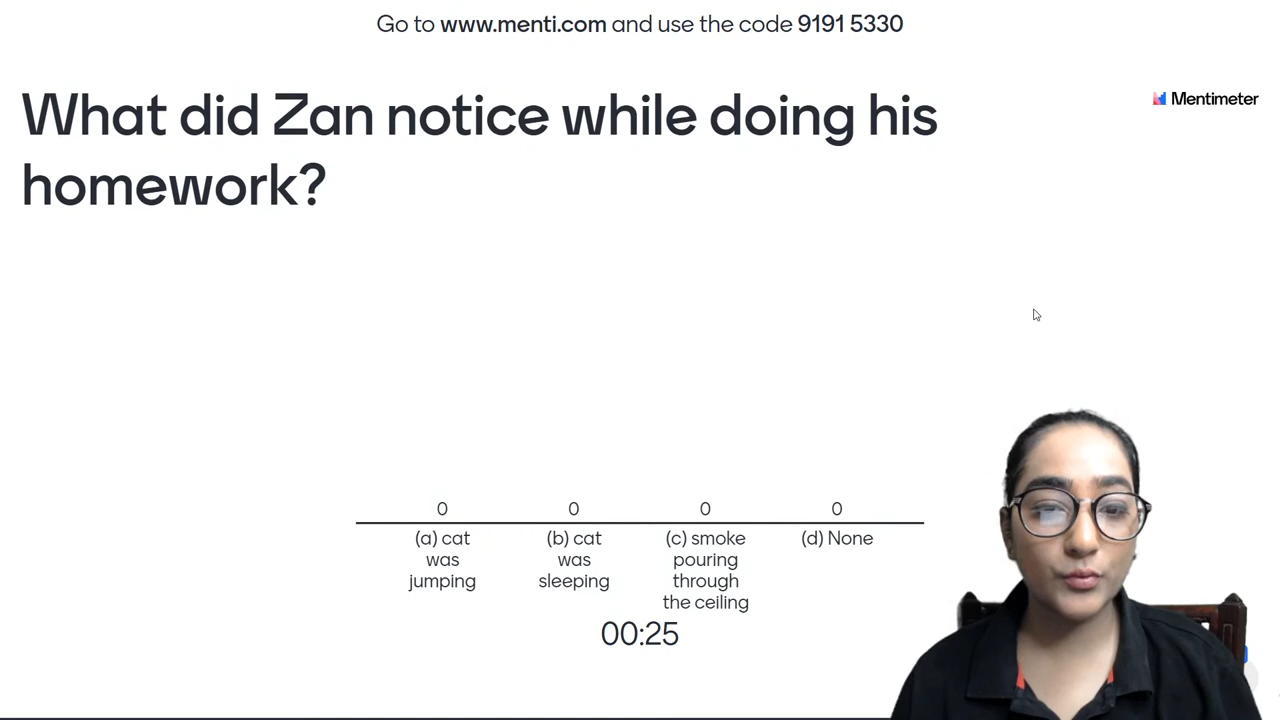 Go to www.menti.com and use the code 9191 5330
Mentimeter
What did Zan notice while doing his
homework?
0
0
0
0
(a) cat
was
jumping
(b) cat
was
sleeping
(c) smoke
pouring
through
the ceiling
(d) None
00:25